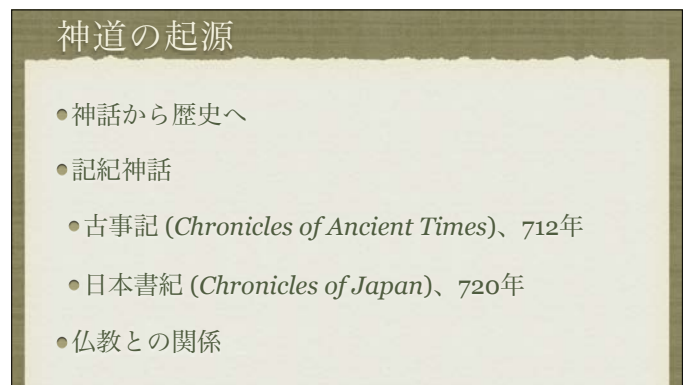 神道の起源
•神話から歴史へ
•記紀神話
•古事記 (Chronicles of Ancient Times)、712年
•日本書紀 (Chronicles of Japan)、720年
•仏教との関係